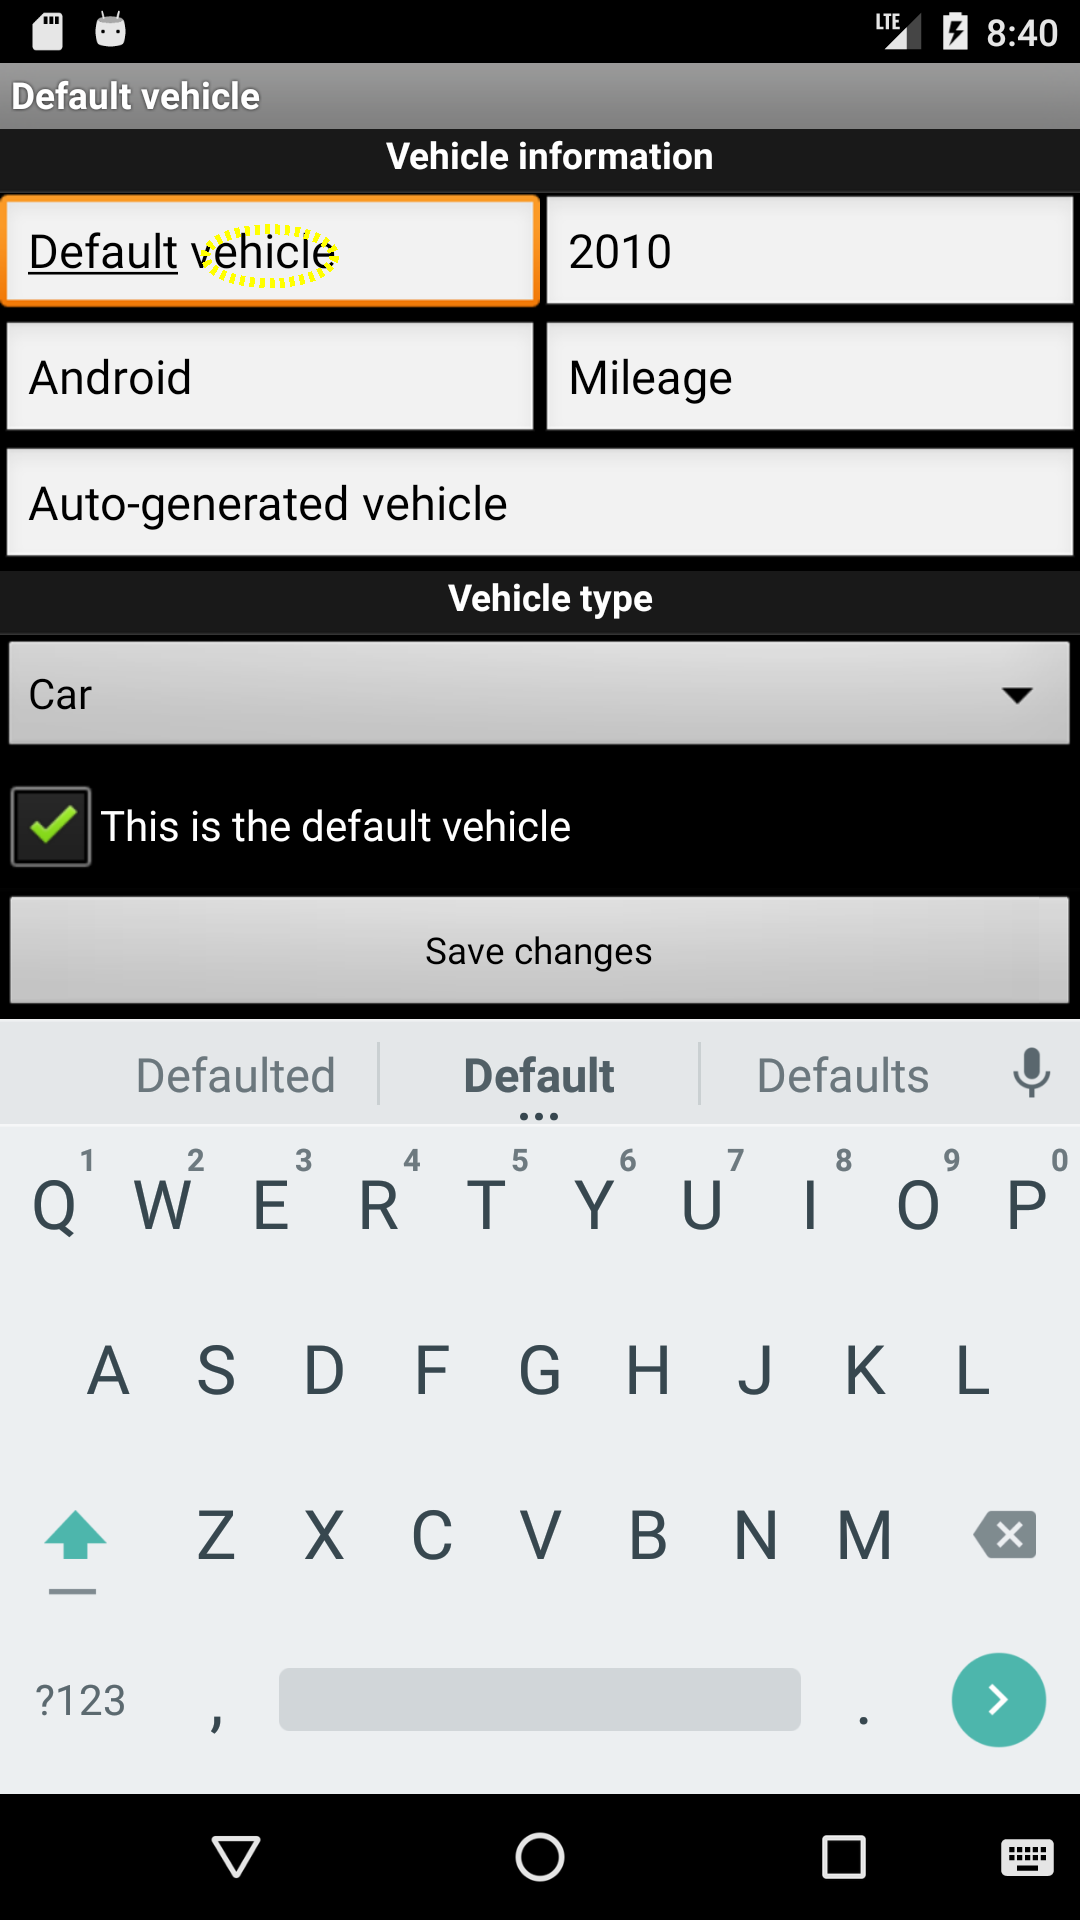 LTE 8:40
Default vehicle
Vehicle information
Default vehicle 2010
Android Mileage
Auto-generated vehicle
Vehicle type
Car
This is the default vehicle
Save changes
Defaulted Default Defaults
1 2 3 4 5 6 7 8 9 0
Q W E R T Y U I O P
A S D F G H J K L
Z X C V B N M
?123 , .